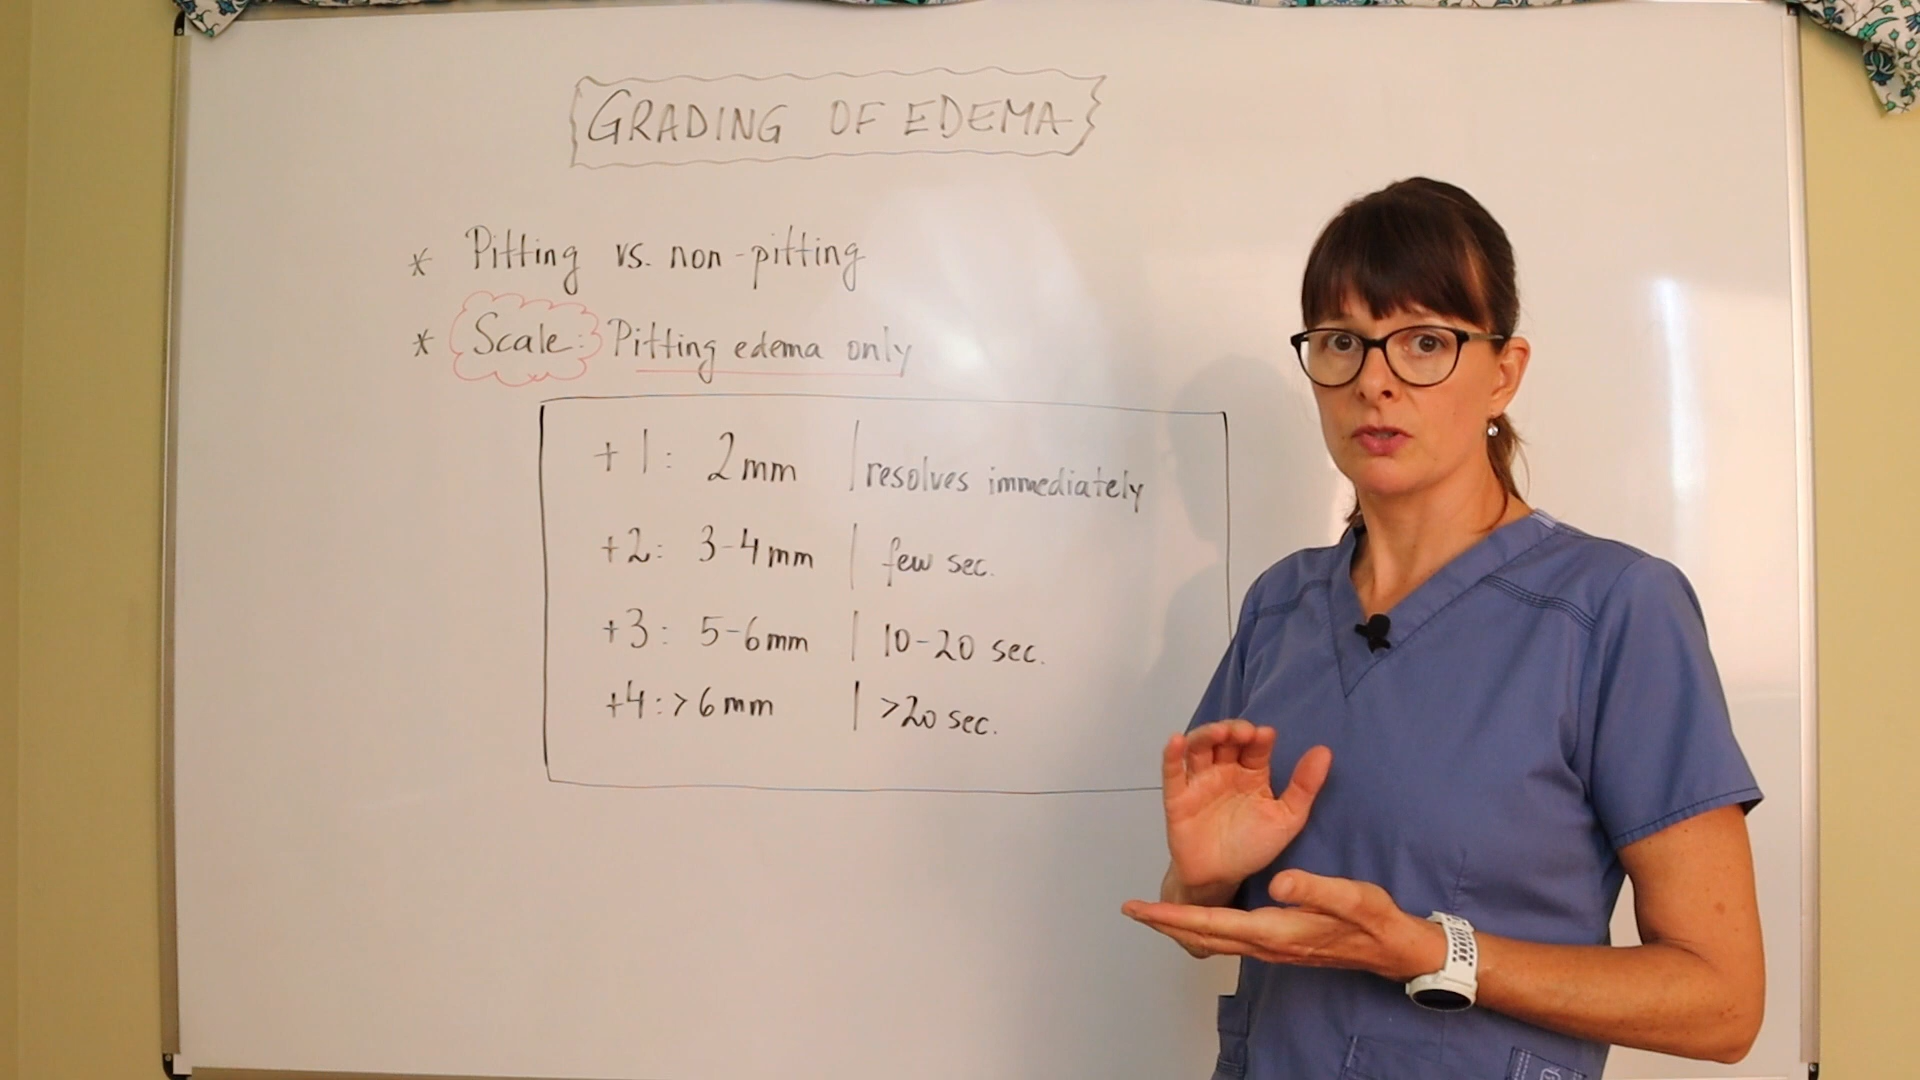 GRADING OF EDEMA
* Pitting vs. non-pitting
* Scale: Pitting edema only
+1: 2mm | resolves immediately
+2: 3-4mm | few sec.
+3: 5-6mm | 10-20 sec.
+4: >6mm | >20 sec.